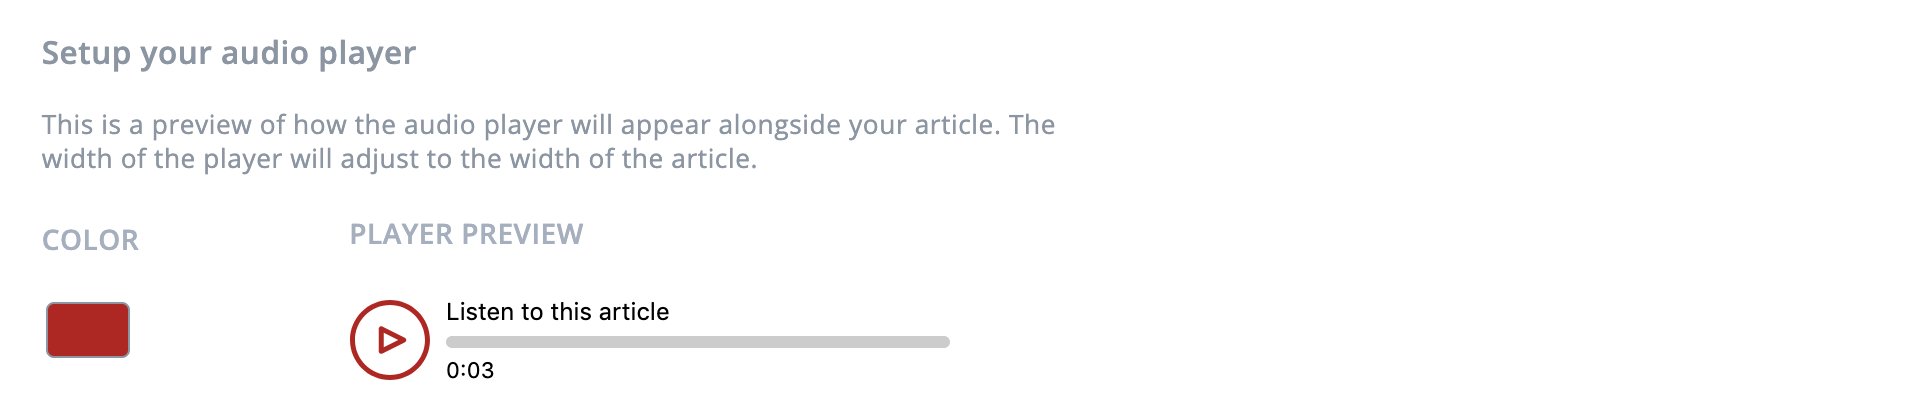 Setup your audio player
This is a preview of how the audio player will appear alongside your article. The
width of the player will adjust to the width of the article.
COLOR
PLAYER PREVIEW
Listen to this article
0:03